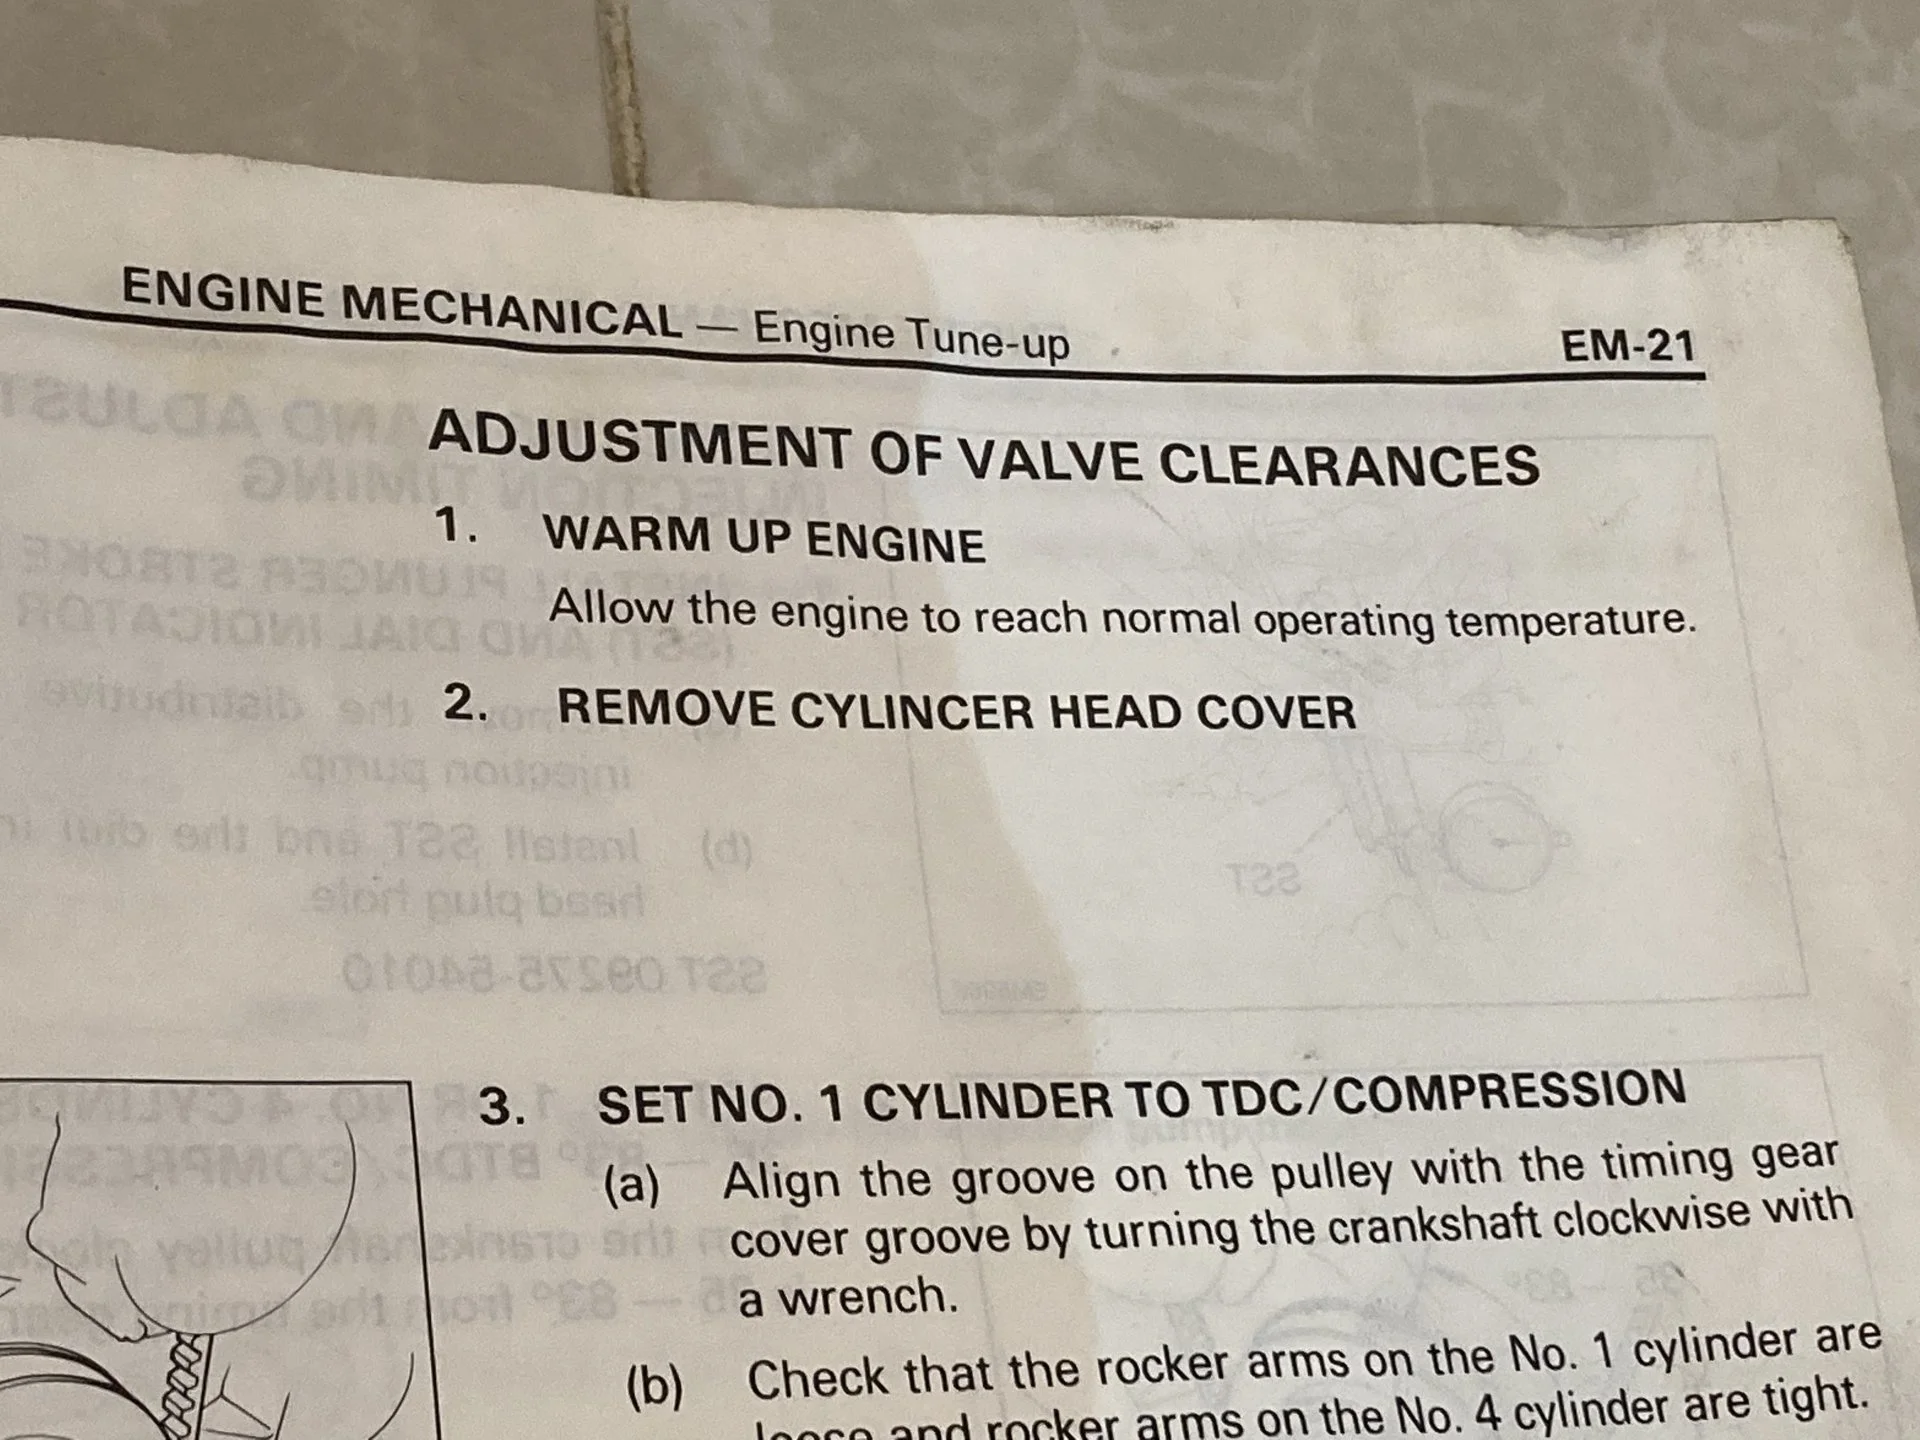 ENGINE MECHANICAL — Engine Tune-up EM-21
ADJUSTMENT OF VALVE CLEARANCES
1. WARM UP ENGINE
Allow the engine to reach normal operating temperature.
2. REMOVE CYLINCER HEAD COVER
3. SET NO. 1 CYLINDER TO TDC/COMPRESSION
(a) Align the groove on the pulley with the timing gear
cover groove by turning the crankshaft clockwise with
a wrench.
(b) Check that the rocker arms on the No. 1 cylinder are
loose and rocker arms on the No. 4 cylinder are tight.